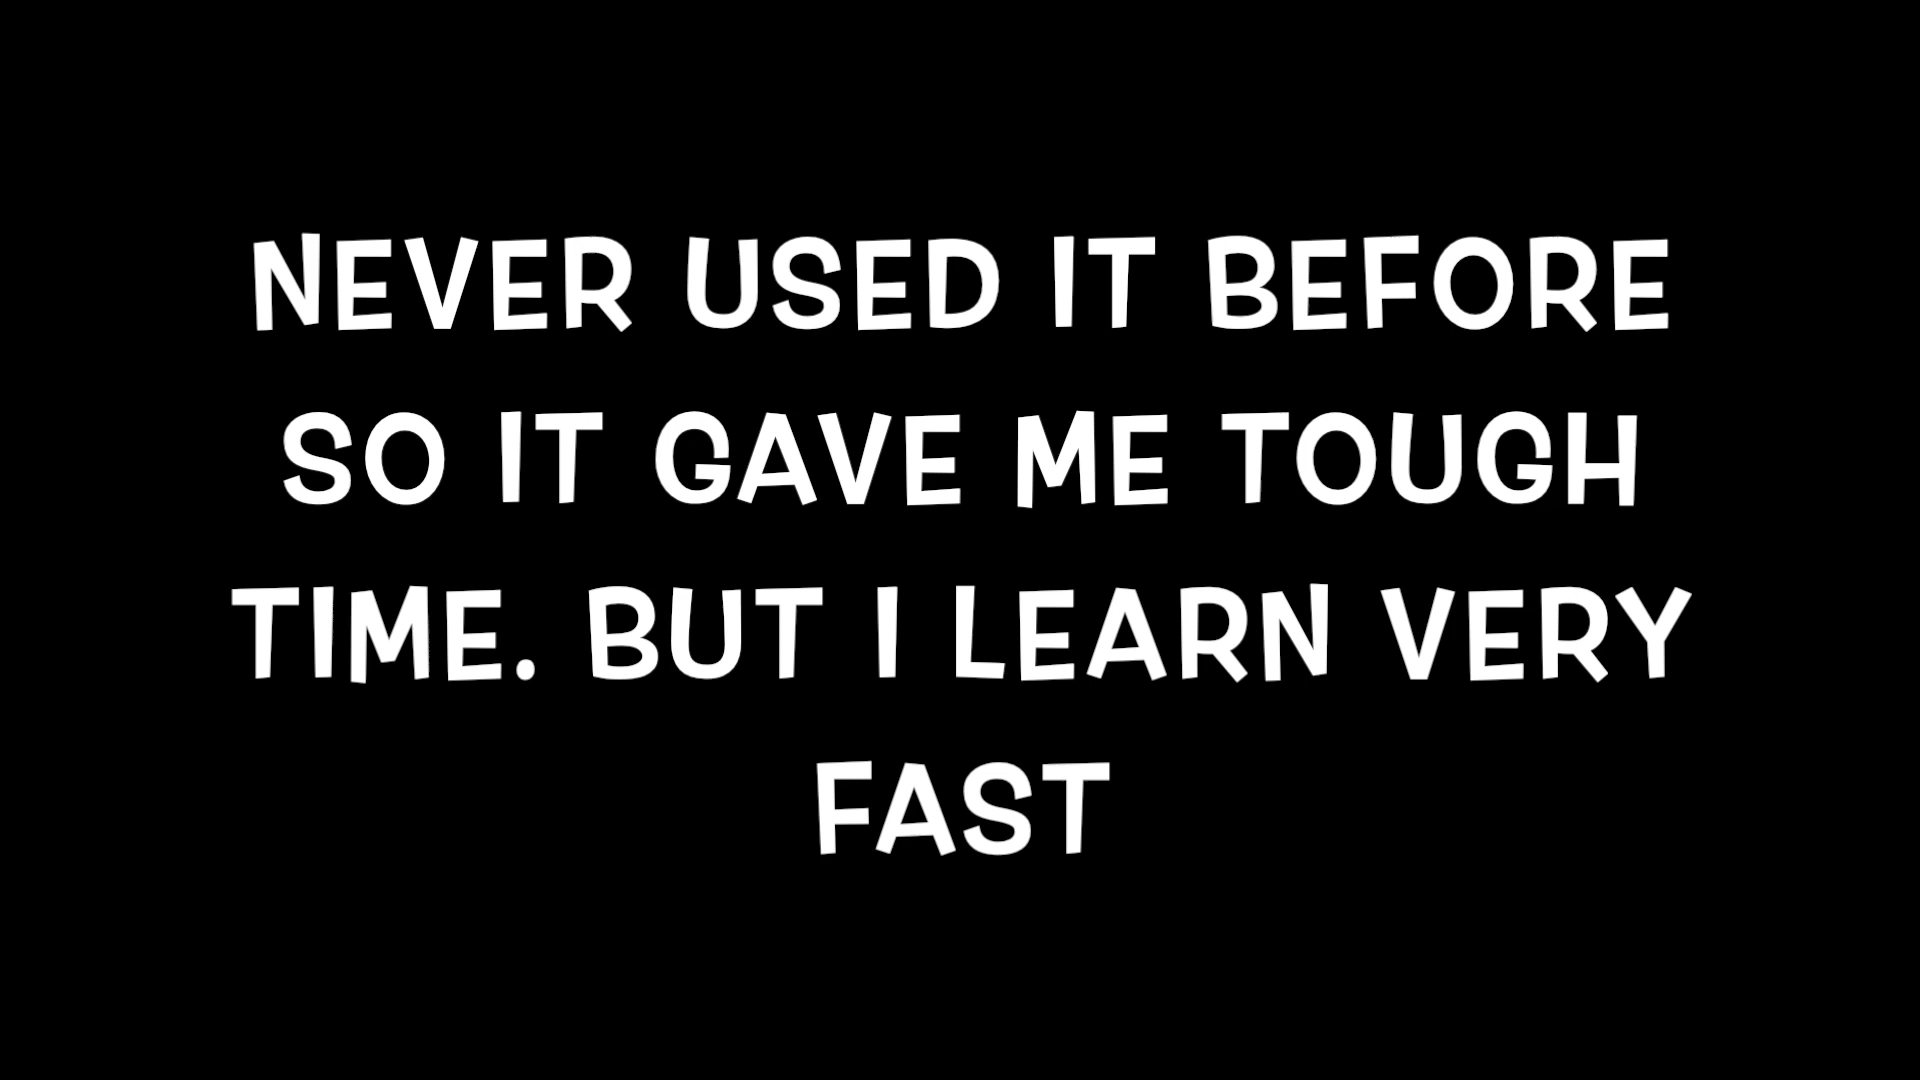 NEVER USED IT BEFORE
SO IT GAVE ME TOUGH
TIME. BUT I LEARN VERY
FAST